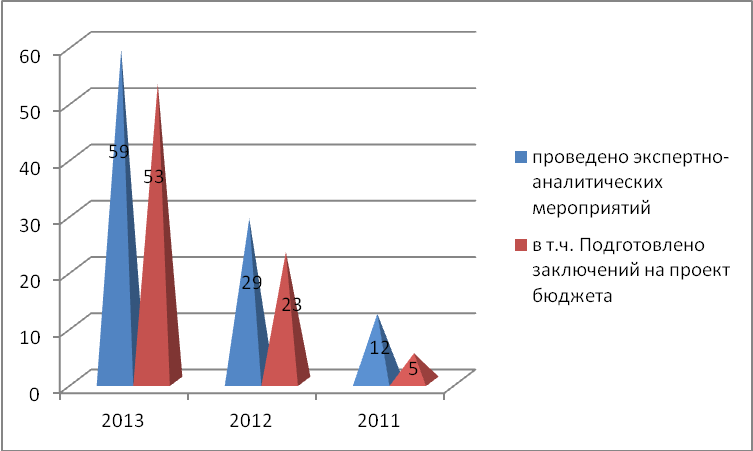 60
50
40
30
20
10
0
59
53
29
23
12
5
2013
2012
2011
проведено экспертно-
аналитических
мероприятий
в т.ч. Подготовлено
заключений на проект
бюджета